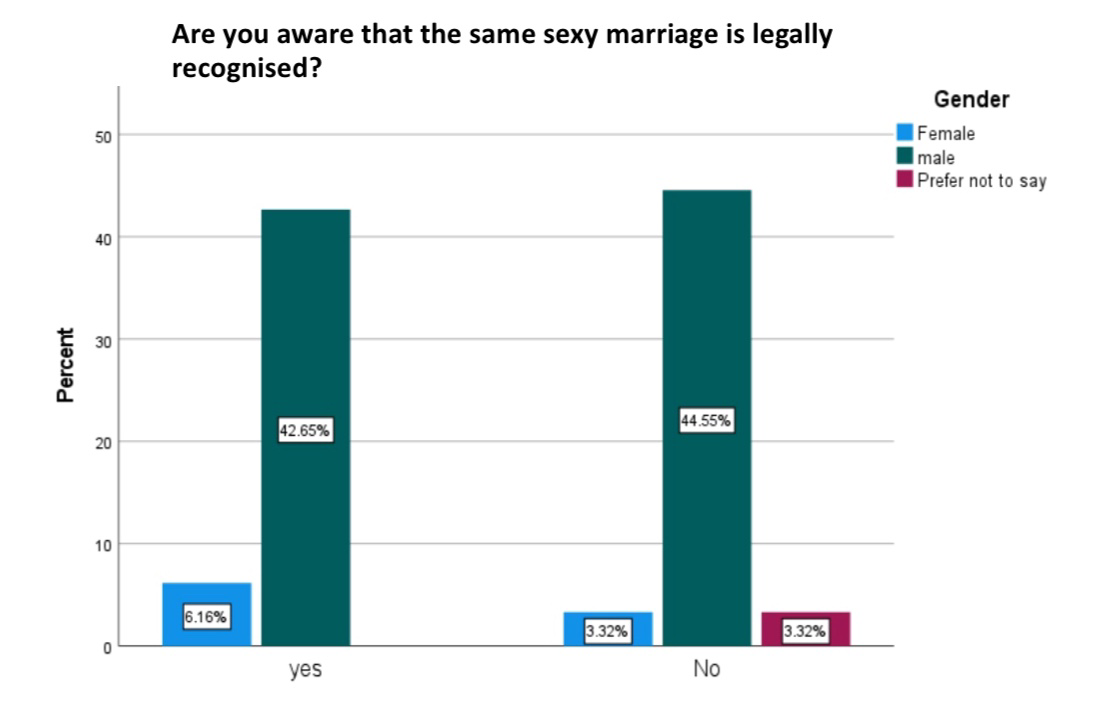 Are you aware that the same sexy marriage is legally
recognised?
Gender
Female
male
Prefer not to say
Percent
50
40
30
20
10
0
6.16%
42.65%
3.32%
44.55%
3.32%
yes
No